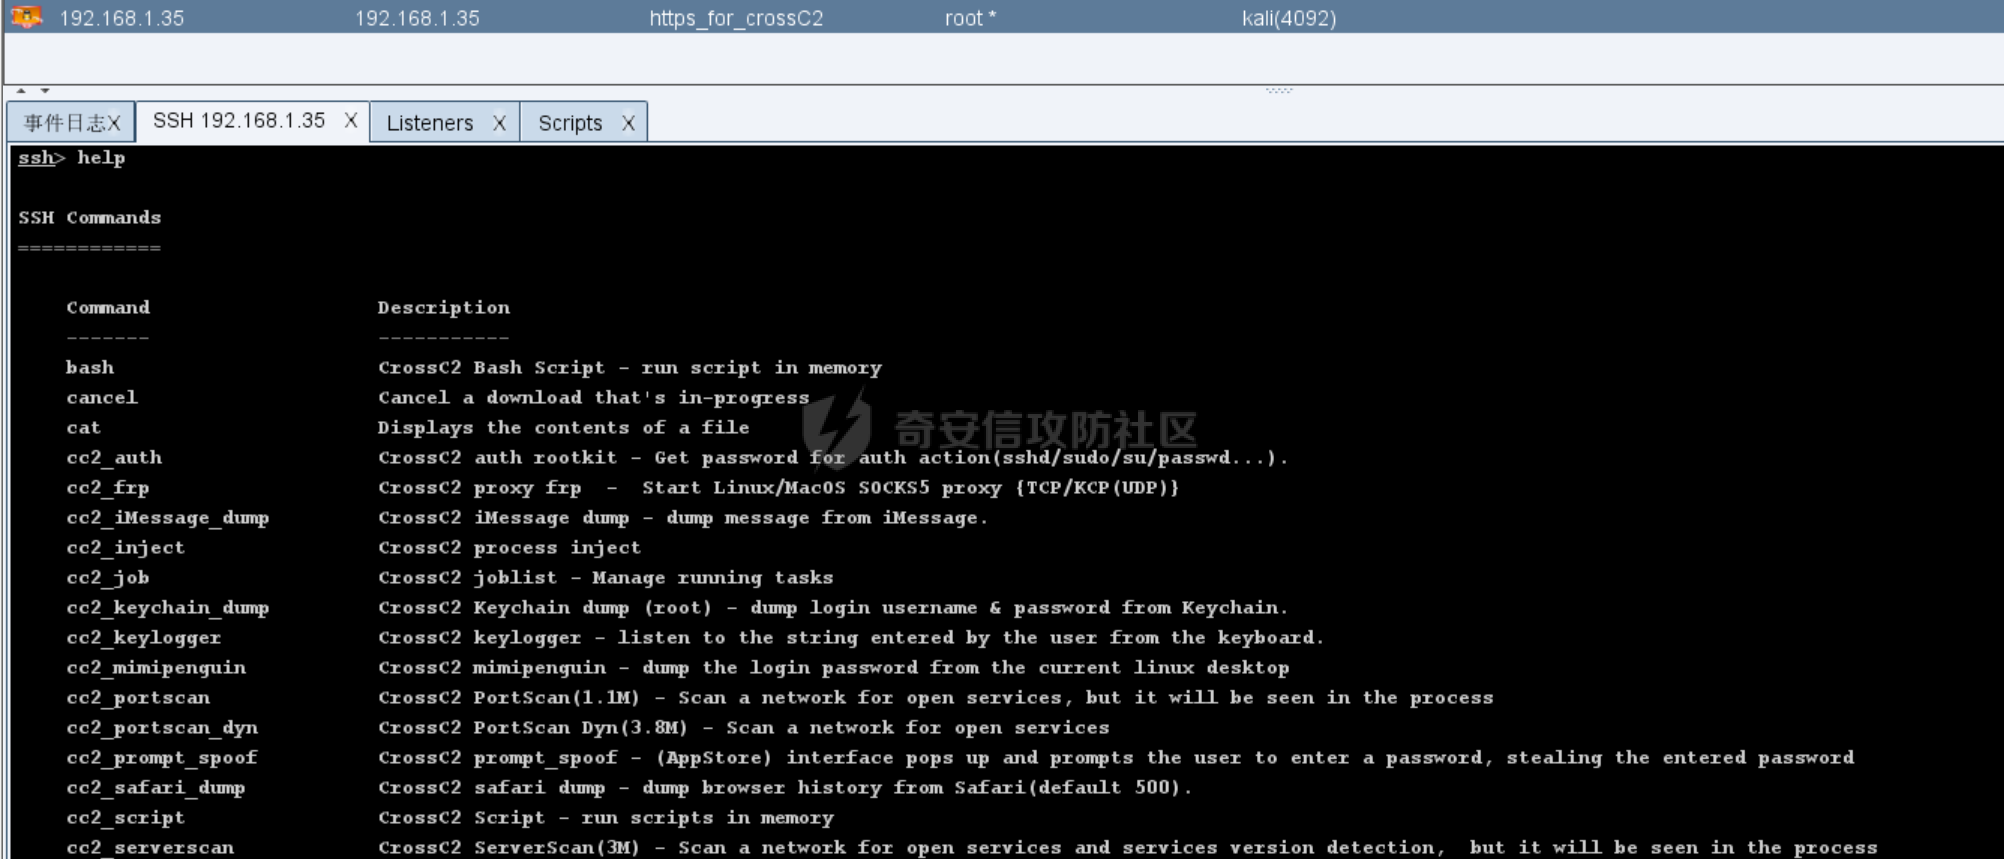 192.168.1.35 192.168.1.35 https_for_crossC2 root * kali(4092)
事件日志X SSH 192.168.1.35 X Listeners X Scripts X
ssh> help
SSH Commands
============
Command Description
------- -----------
bash CrossC2 Bash Script - run script in memory
cancel Cancel a download that's in-progress
cat Displays the contents of a file
奇安信攻防社区
cc2_auth CrossC2 auth rootkit - Get password for auth action(sshd/sudo/su/passwd...).
cc2_frp CrossC2 proxy frp - Start Linux/MacOS SOCKS5 proxy {TCP/KCP(UDP)}
cc2_iMessage_dump CrossC2 iMessage dump - dump message from iMessage.
cc2_inject CrossC2 process inject
cc2_job CrossC2 joblist - Manage running tasks
cc2_keychain_dump CrossC2 Keychain dump (root) - dump login username & password from Keychain.
cc2_keylogger CrossC2 keylogger - listen to the string entered by the user from the keyboard.
cc2_mimipenguin CrossC2 mimipenguin - dump the login password from the current linux desktop
cc2_portscan CrossC2 PortScan(1.1M) - Scan a network for open services, but it will be seen in the process
cc2_portscan_dyn CrossC2 PortScan Dyn(3.8M) - Scan a network for open services
cc2_prompt_spoof CrossC2 prompt_spoof - (AppStore) interface pops up and prompts the user to enter a password, stealing the entered password
cc2_safari_dump CrossC2 safari dump - dump browser history from Safari(default 500).
cc2_script CrossC2 Script - run scripts in memory
cc2_serverscan CrossC2 ServerScan(3M) - Scan a network for open services and services version detection, but it will be seen in the process